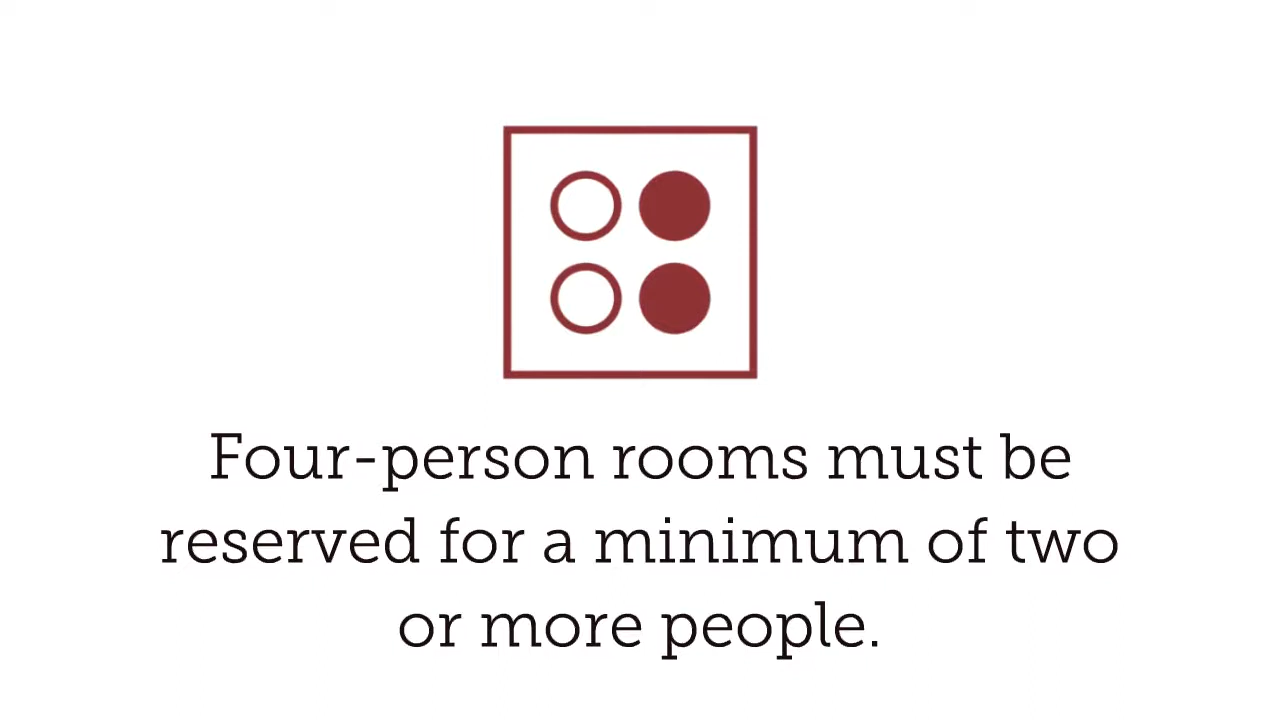 Four-person rooms must be
reserved for a minimum of two
or more people.